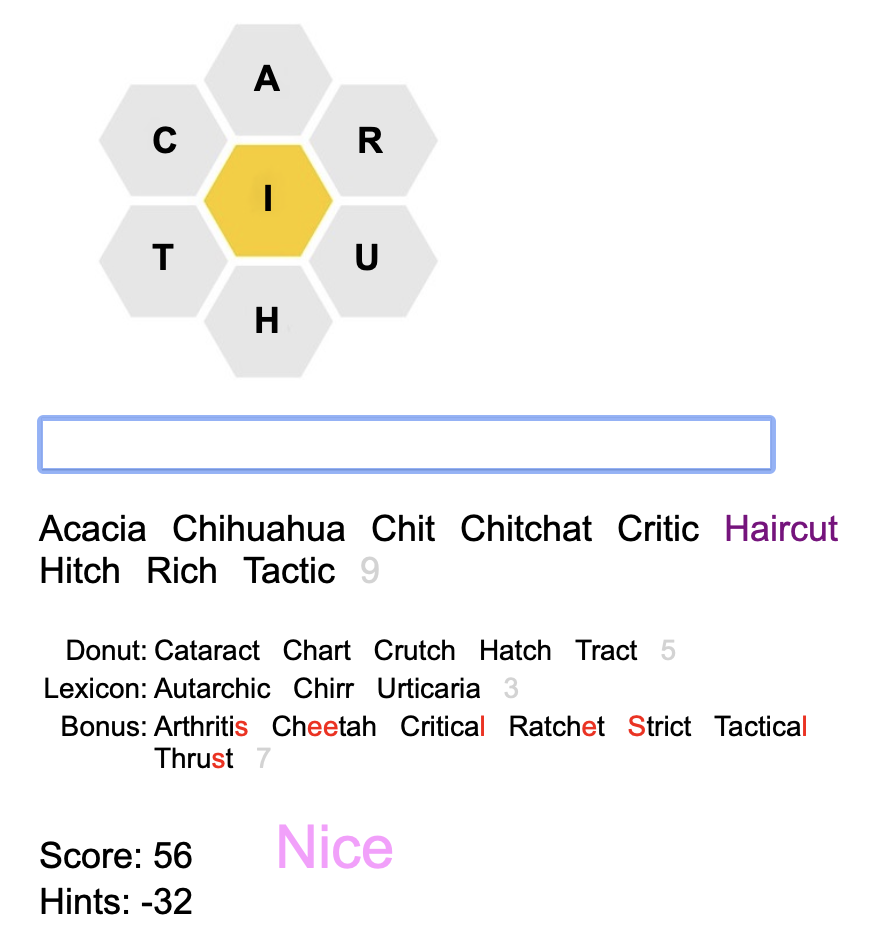 A
C R
I
T U
H
Acacia Chihuahua Chit Chitchat Critic Haircut
Hitch Rich Tactic 9
Donut: Cataract Chart Crutch Hatch Tract 5
Lexicon: Autarchic Chirr Urticaria 3
Bonus: Arthritis Cheetah Critical Ratchet Strict Tactical
Thrust 7
Score: 56 Nice
Hints: -32